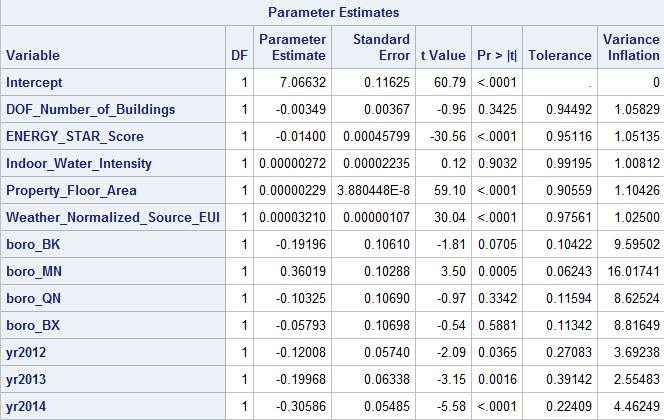 Parameter Estimates
Variable DF Parameter Estimate Standard Error t Value Pr > |t| Tolerance Variance Inflation
Intercept 1 7.06632 0.11625 60.79 <.0001 . 0
DOF_Number_of_Buildings 1 -0.00349 0.00367 -0.95 0.3425 0.94492 1.05829
ENERGY_STAR_Score 1 -0.01400 0.00045799 -30.56 <.0001 0.95116 1.05135
Indoor_Water_Intensity 1 0.00000272 0.00002235 0.12 0.9032 0.99195 1.00812
Property_Floor_Area 1 0.00000229 3.880448E-8 59.10 <.0001 0.90559 1.10426
Weather_Normalized_Source_EUI 1 0.00003210 0.00000107 30.04 <.0001 0.97561 1.02500
boro_BK 1 -0.19196 0.10610 -1.81 0.0705 0.10422 9.59502
boro_MN 1 0.36019 0.10288 3.50 0.0005 0.06243 16.01741
boro_QN 1 -0.10325 0.10690 -0.97 0.3342 0.11594 8.62524
boro_BX 1 -0.05793 0.10698 -0.54 0.5881 0.11342 8.81649
yr2012 1 -0.12008 0.05740 -2.09 0.0365 0.27083 3.69238
yr2013 1 -0.19968 0.06338 -3.15 0.0016 0.39142 2.55483
yr2014 1 -0.30586 0.05485 -5.58 <.0001 0.22409 4.46249